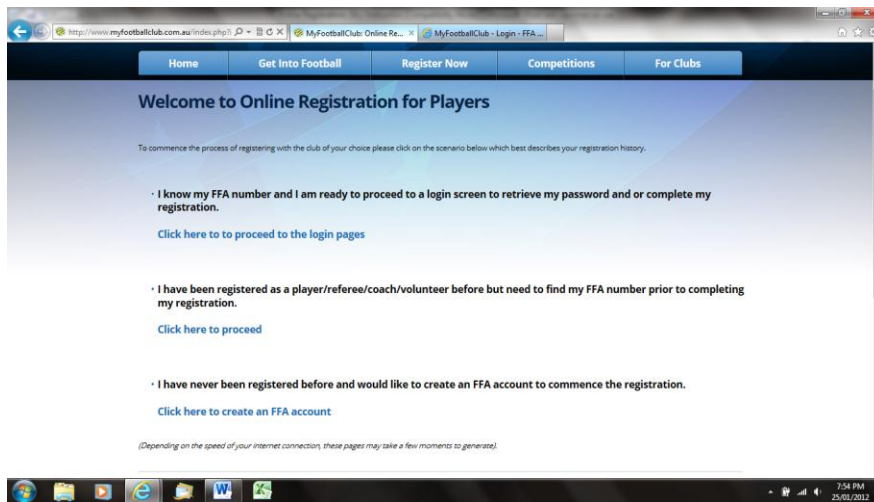 http://www.myfootballclub.com.au/index.php?i
MyFootballClub: Online Re...
MyFootballClub - Login - FFA ...
Home Get Into Football Register Now Competitions For Clubs
Welcome to Online Registration for Players
To commence the process of registering with the club of your choice please click on the scenario below which best describes your registration history.
· I know my FFA number and I am ready to proceed to a login screen to retrieve my password and or complete my
registration.
Click here to to proceed to the login pages
· I have been registered as a player/referee/coach/volunteer before but need to find my FFA number prior to completing
my registration.
Click here to proceed
· I have never been registered before and would like to create an FFA account to commence the registration.
Click here to create an FFA account
(Depending on the speed of your internet connection, these pages may take a few moments to generate).
7:54 PM
25/01/2012